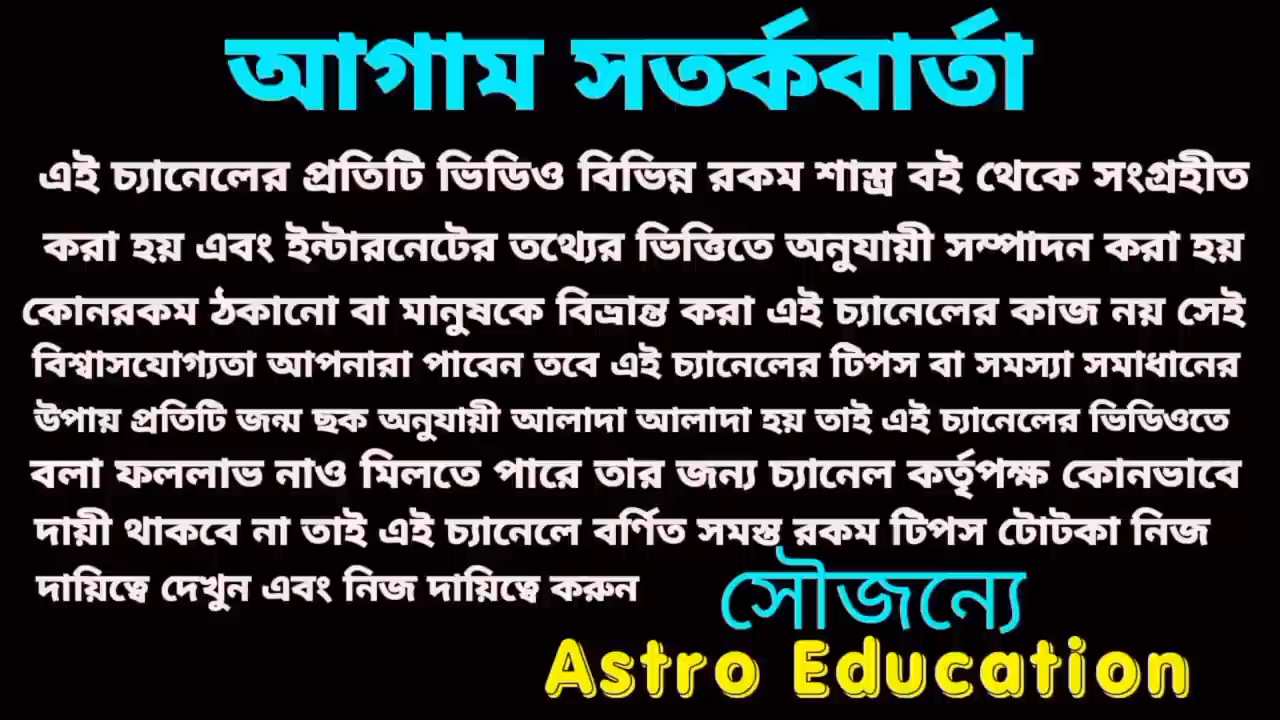 আগাম সতর্কবার্তা
এই চ্যানেলের প্রতিটি ভিডিও বিভিন্ন রকম শাস্ত্র বই থেকে সংগ্রহীত
করা হয় এবং ইন্টারনেটের তথ্যের ভিত্তিতে অনুযায়ী সম্পাদন করা হয়
কোনরকম ঠকানো বা মানুষকে বিভ্রান্ত করা এই চ্যানেলের কাজ নয় সেই
বিশ্বাসযোগ্যতা আপনারা পাবেন তবে এই চ্যানেলের টিপস বা সমস্যা সমাধানের
উপায় প্রতিটি জন্ম ছক অনুযায়ী আলাদা আলাদা হয় তাই এই চ্যানেলের ভিডিওতে
বলা ফললাভ নাও মিলতে পারে তার জন্য চ্যানেল কর্তৃপক্ষ কোনভাবে
দায়ী থাকবে না তাই এই চ্যানেলে বর্ণিত সমস্ত রকম টিপস টোটকা নিজ
দায়িত্বে দেখুন এবং নিজ দায়িত্বে করুন
সৌজন্যে
Astro Education